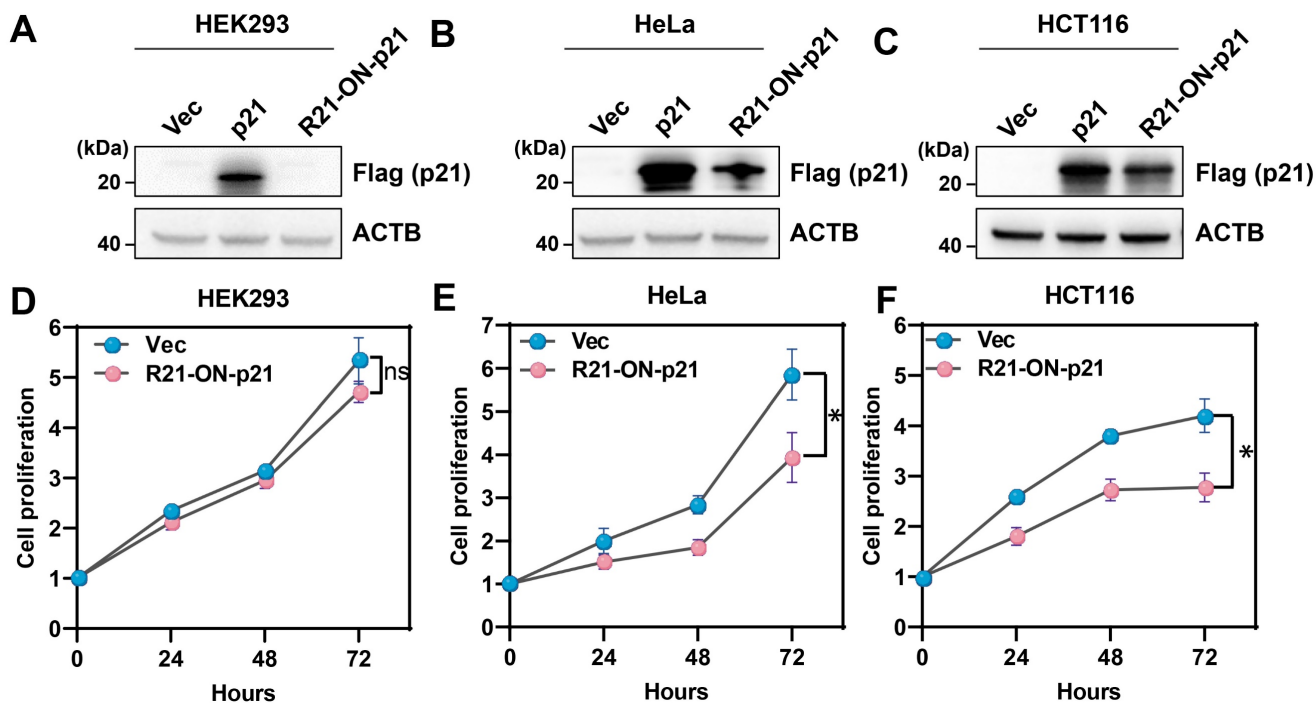 A
HEK293
Vec
p21
R21-ON-p21
(kDa)
20
Flag (p21)
40
ACTB
B
HeLa
Vec
p21
R21-ON-p21
(kDa)
20
Flag (p21)
40
ACTB
C
HCT116
Vec
p21
R21-ON-p21
(kDa)
20
Flag (p21)
40
ACTB
D
HEK293
Vec
R21-ON-p21
ns
Cell proliferation
6
5
4
3
2
1
0
0 24 48 72
Hours
E
HeLa
Vec
R21-ON-p21
*
Cell proliferation
7
6
5
4
3
2
1
0
0 24 48 72
Hours
F
HCT116
Vec
R21-ON-p21
*
Cell proliferation
6
5
4
3
2
1
0
0 24 48 72
Hours